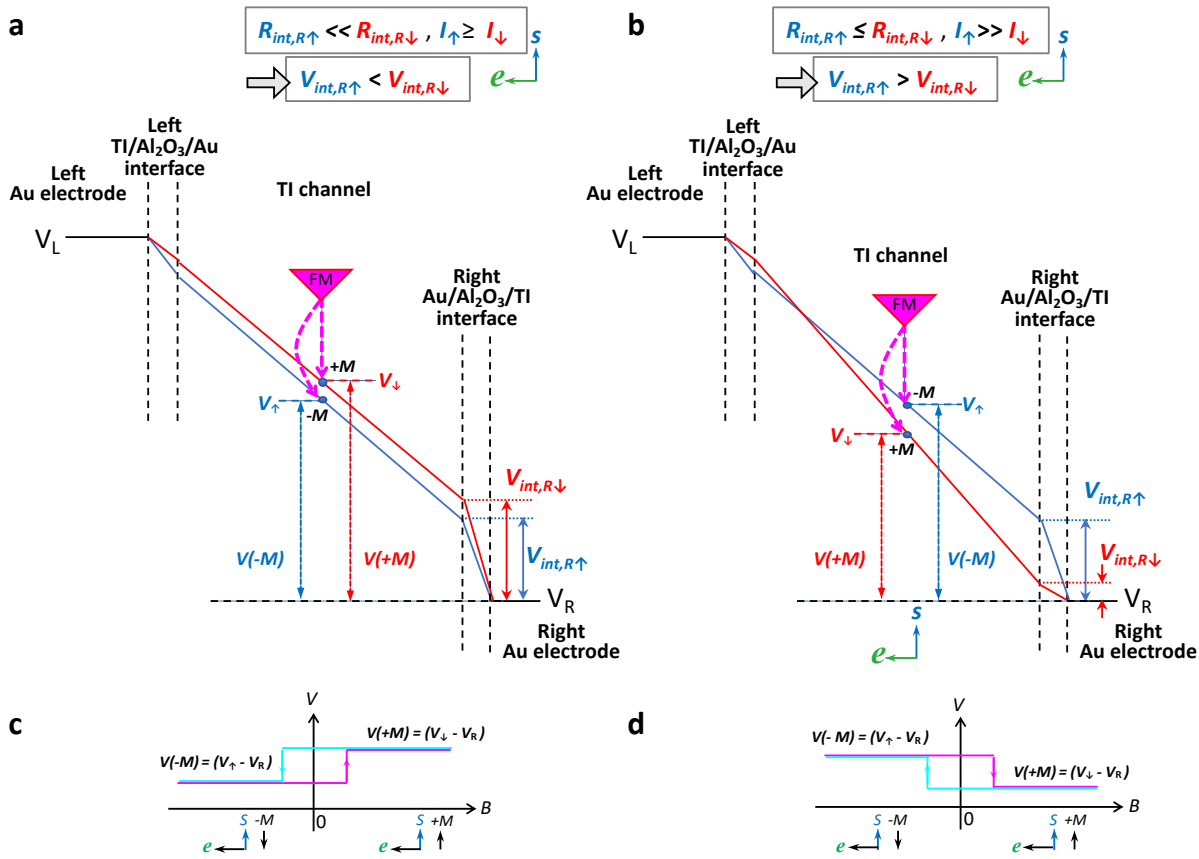 a
R_int,R↑ << R_int,R↓ , I↑ ≥ I↓
s
V_int,R↑ < V_int,R↓
e
Left
TI/Al₂O₃/Au
interface
Left
Au electrode
TI channel
V_L
FM
Right
Au/Al₂O₃/TI
interface
+M
V↓
V↑
-M
V_int,R↓
V(-M)
V(+M)
V_int,R↑
V_R
Right
Au electrode
b
R_int,R↑ ≤ R_int,R↓ , I↑ >> I↓
s
V_int,R↑ > V_int,R↓
e
Left
TI/Al₂O₃/Au
interface
Left
Au electrode
V_L
TI channel
Right
Au/Al₂O₃/TI
interface
FM
-M
V↑
V↓
+M
V_int,R↑
V(+M)
V(-M)
V_int,R↓
V_R
s
Right
Au electrode
e
c
V
V(+M) = (V↓ - V_R)
V(-M) = (V↑ - V_R)
B
0
S -M
S +M
e
e
d
V
V(- M) = (V↑ - V_R)
V(+M) = (V↓ - V_R)
B
0
S -M
S +M
e
e